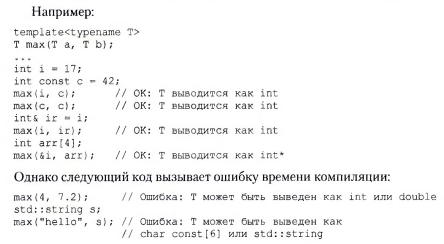 Например:
template<typename T>
T max(T a, T b);
...
int i = 17;
int const c = 42;
max(i, c);      // OK: T выводится как int
max(c, c);      // OK: T выводится как int
int& ir = i;
max(i, ir);     // OK: T выводится как int
int arr[4];
max(&i, arr);   // OK: T выводится как int*
Однако следующий код вызывает ошибку времени компиляции:
max(4, 7.2);     // Ошибка: T может быть выведен как int или double
std::string s;
max("hello", s); // Ошибка: T может быть выведен как
                 // char const[6] или std::string